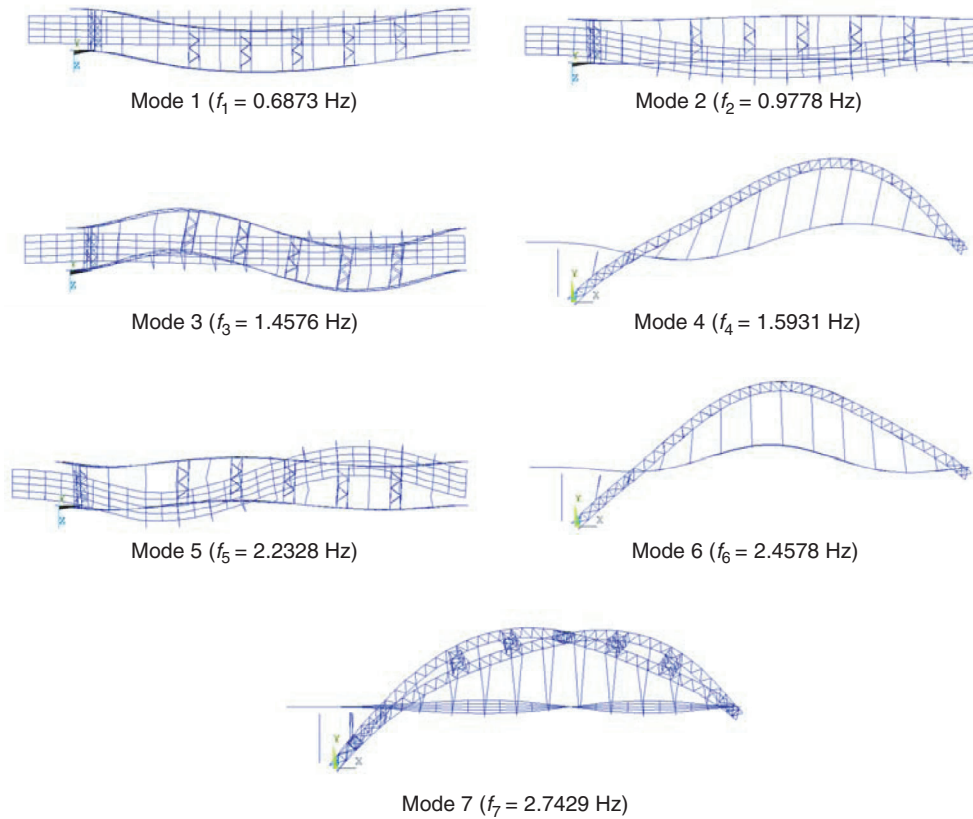 Mode 1 (f1 = 0.6873 Hz)
Mode 2 (f2 = 0.9778 Hz)
Mode 3 (f3 = 1.4576 Hz)
Mode 4 (f4 = 1.5931 Hz)
Y
X
Mode 5 (f5 = 2.2328 Hz)
Mode 6 (f6 = 2.4578 Hz)
Y
X
Mode 7 (f7 = 2.7429 Hz)